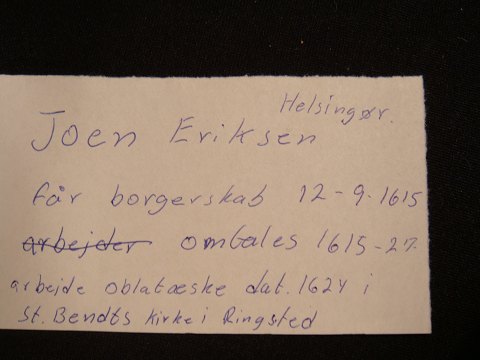 Helsingør.
Joen Eriksen
får borgerskab 12-9-1615
arbejder omtales 1615-27.
arbejde oblatæske dat. 1624 i
St. Bendts Kirke i Ringsted